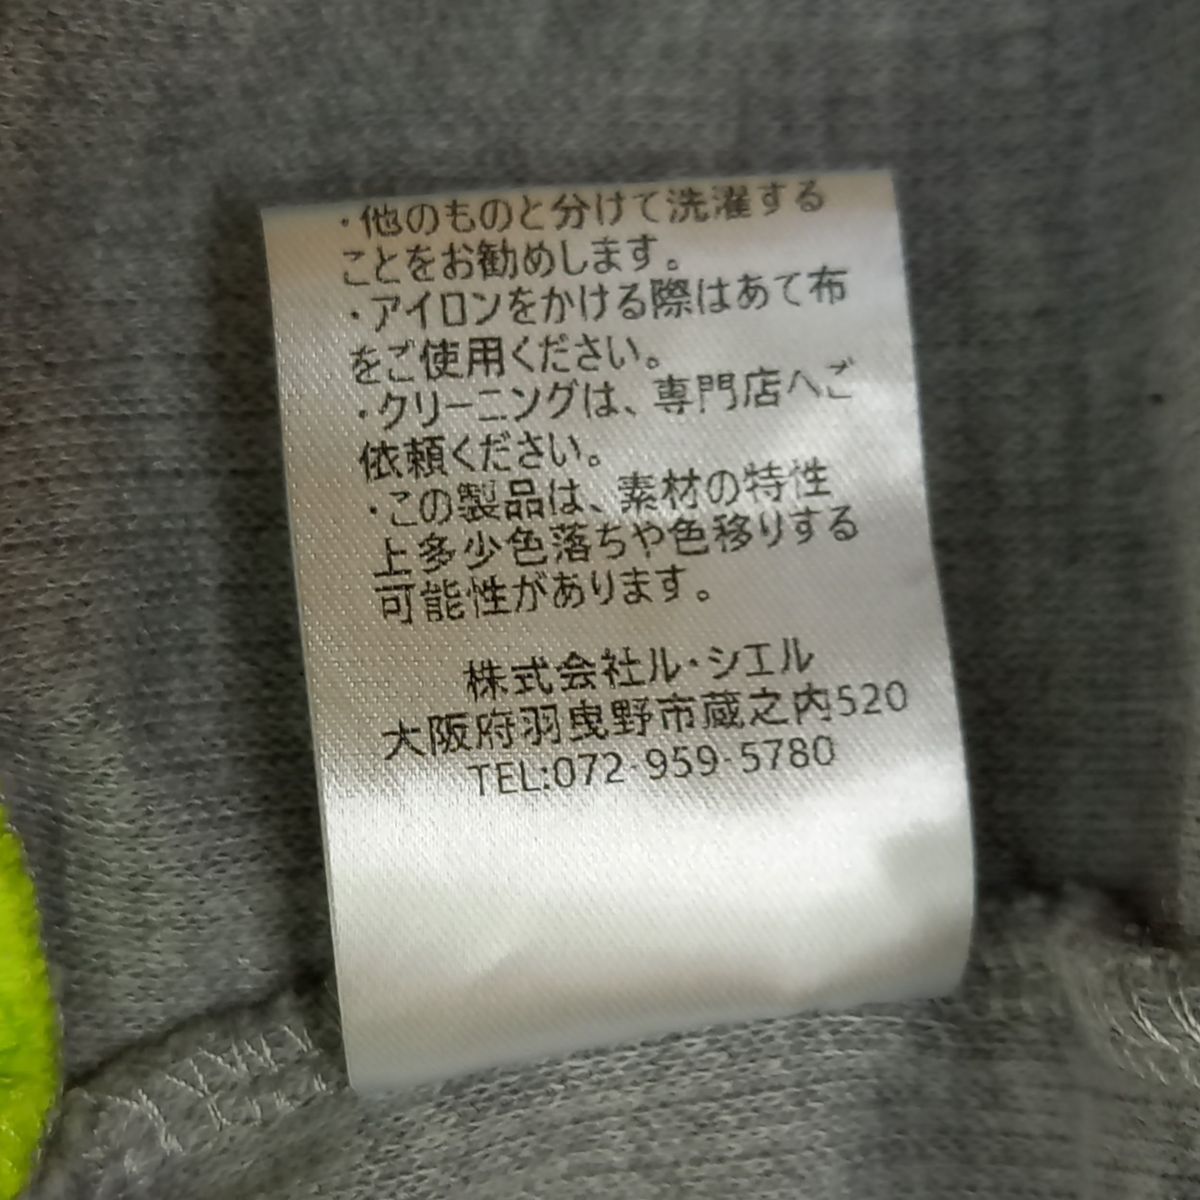 ・他のものと分けて洗濯する
ことをお勧めします。
・アイロンをかける際はあて布
をご使用ください。
・クリーニングは、専門店へご
依頼ください。
・この製品は、素材の特性
上多少色落ちや色移りする
可能性があります。
株式会社ル・シエル
大阪府羽曳野市蔵之内520
TEL:072-959-5780